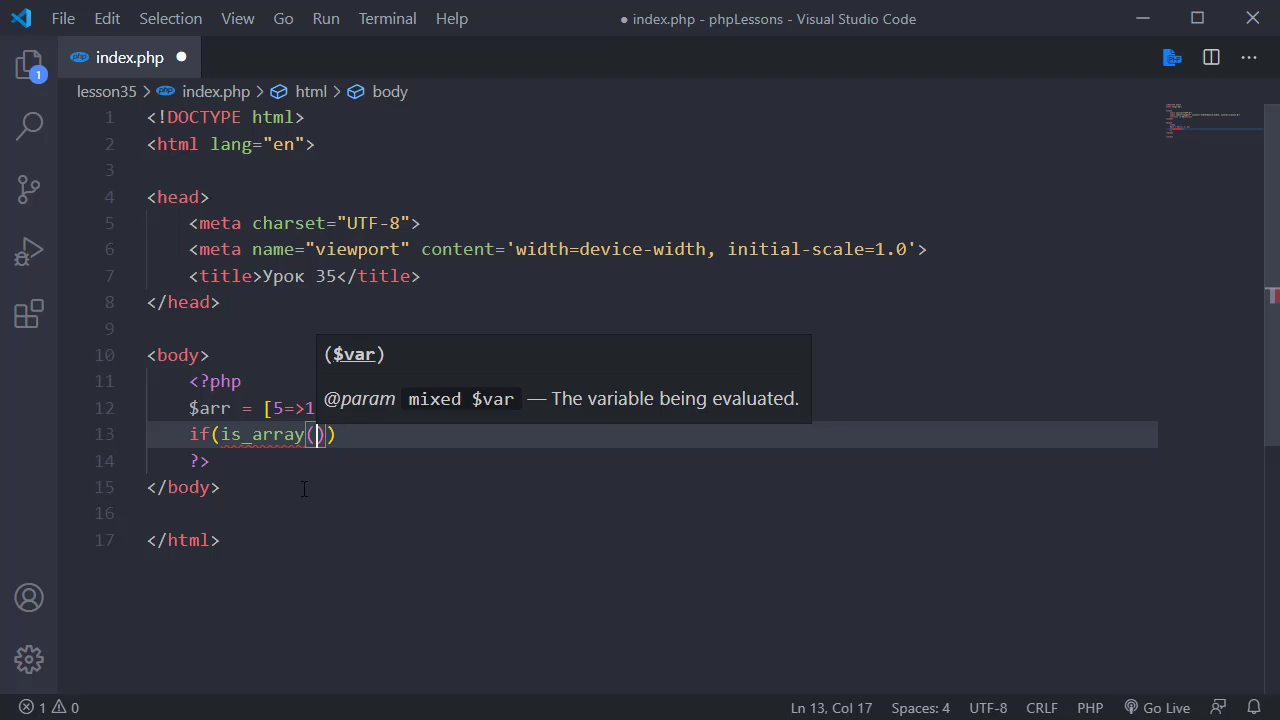 File Edit Selection View Go Run Terminal Help
● index.php - phpLessons - Visual Studio Code
index.php
1
lesson35 > index.php > html > body
1 <!DOCTYPE html>
2 <html lang="en">
3
4 <head>
5 <meta charset="UTF-8">
6 <meta name="viewport" content='width=device-width, initial-scale=1.0'>
7 <title>Урок 35</title>
8 </head>
9
10 <body>
11 <?php
12 $arr = [5=>1
13 if(is_array())
14 ?>
15 </body>
16
17 </html>
($var)
@param mixed $var — The variable being evaluated.
1 0
Ln 13, Col 17 Spaces: 4 UTF-8 CRLF PHP Go Live